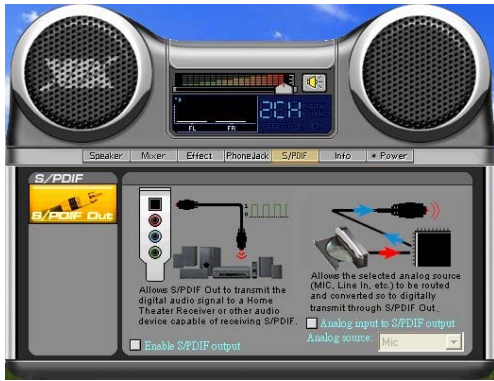 2CH
FL FR
Speaker Mixer Effect PhoneJack S/PDIF Info Power
S/PDIF
S/PDIF Out
1
0
Allows S/PDIF Out to transmit the
digital audio signal to a Home
Theater Receiver or other audio
device capable of receiving S/PDIF.
Enable S/PDIF output
Allows the selected analog source
(MIC, Line In, etc.) to be routed
and converted so to digitally
transmit through S/PDIF Out.
Analog input to S/PDIF output
Analog source: Mic